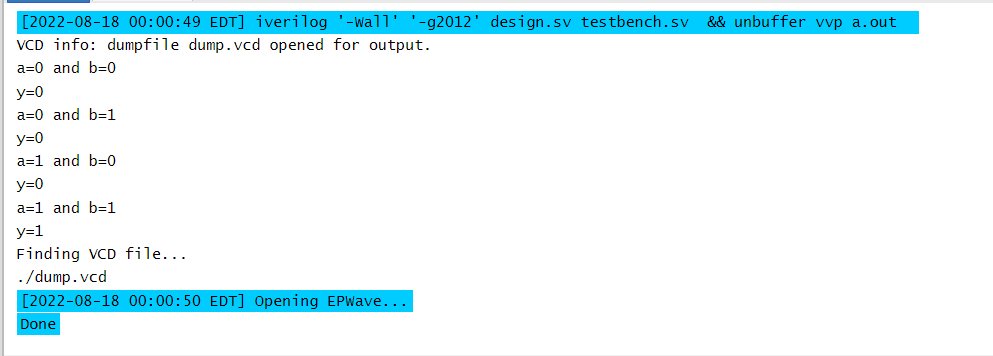 [2022-08-18 00:00:49 EDT] iverilog '-Wall' '-g2012' design.sv testbench.sv  && unbuffer vvp a.out
VCD info: dumpfile dump.vcd opened for output.
a=0 and b=0
y=0
a=0 and b=1
y=0
a=1 and b=0
y=0
a=1 and b=1
y=1
Finding VCD file...
./dump.vcd
[2022-08-18 00:00:50 EDT] Opening EPWave...
Done